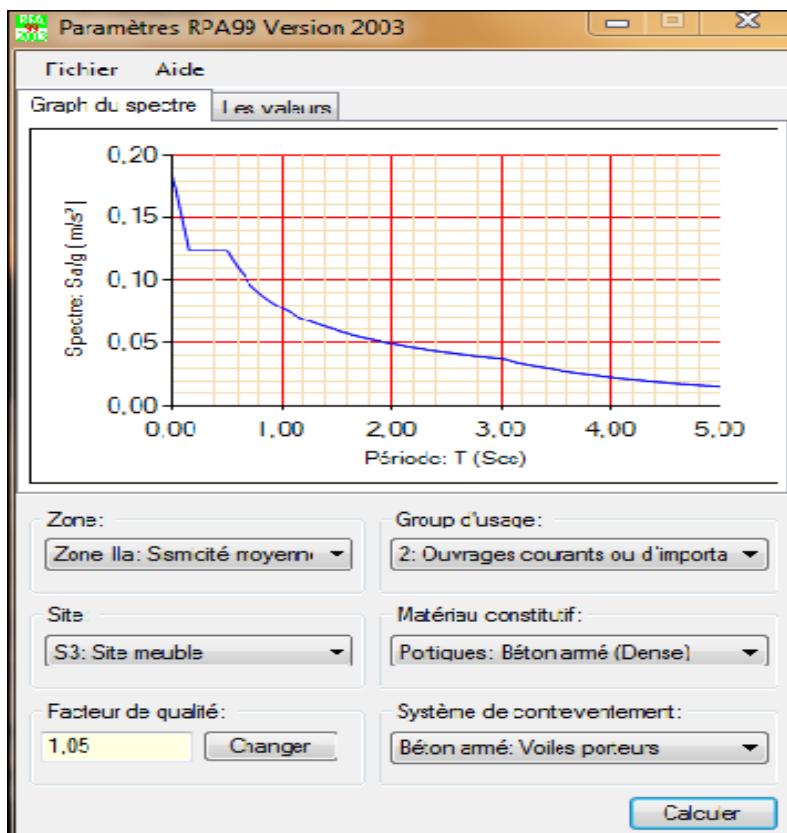 Paramètres RPA99 Version 2003
Fichier Aide
Graph du spectre Les valeurs
0,20
0,15
0,10
0,05
0,00
Spectre: Sa/g (m/s²)
0,00 1,00 2,00 3,00 4,00 5,00
Période: T (Sec)
Zone: Group d'usage:
Zone IIa: Sismicité moyenne 2: Ouvrages courants ou d'importa
Site: Matériau constitutif:
S3: Site meuble Portiques: Béton armé (Dense)
Facteur de qualité: Système de contreventement:
1,05 Changer Béton armé: Voiles porteurs
Calculer